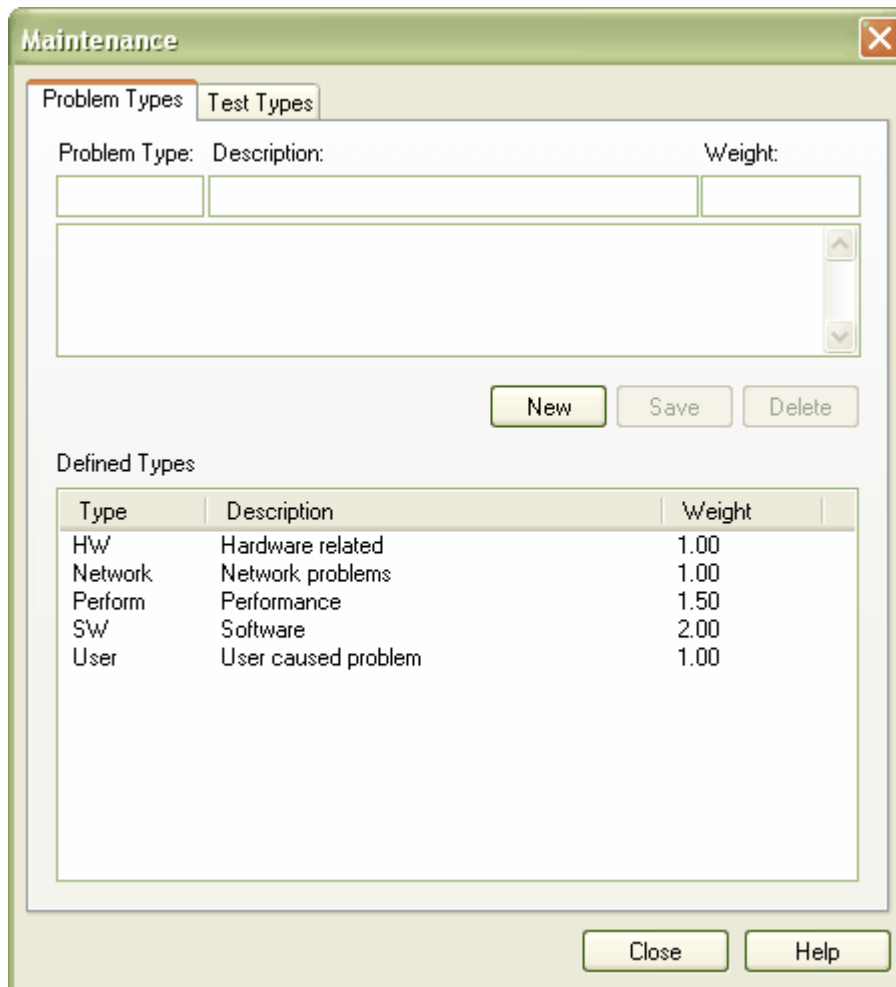 Maintenance
Problem Types Test Types
Problem Type: Description: Weight:
New Save Delete
Defined Types
Type Description Weight
HW Hardware related 1.00
Network Network problems 1.00
Perform Performance 1.50
SW Software 2.00
User User caused problem 1.00
Close Help